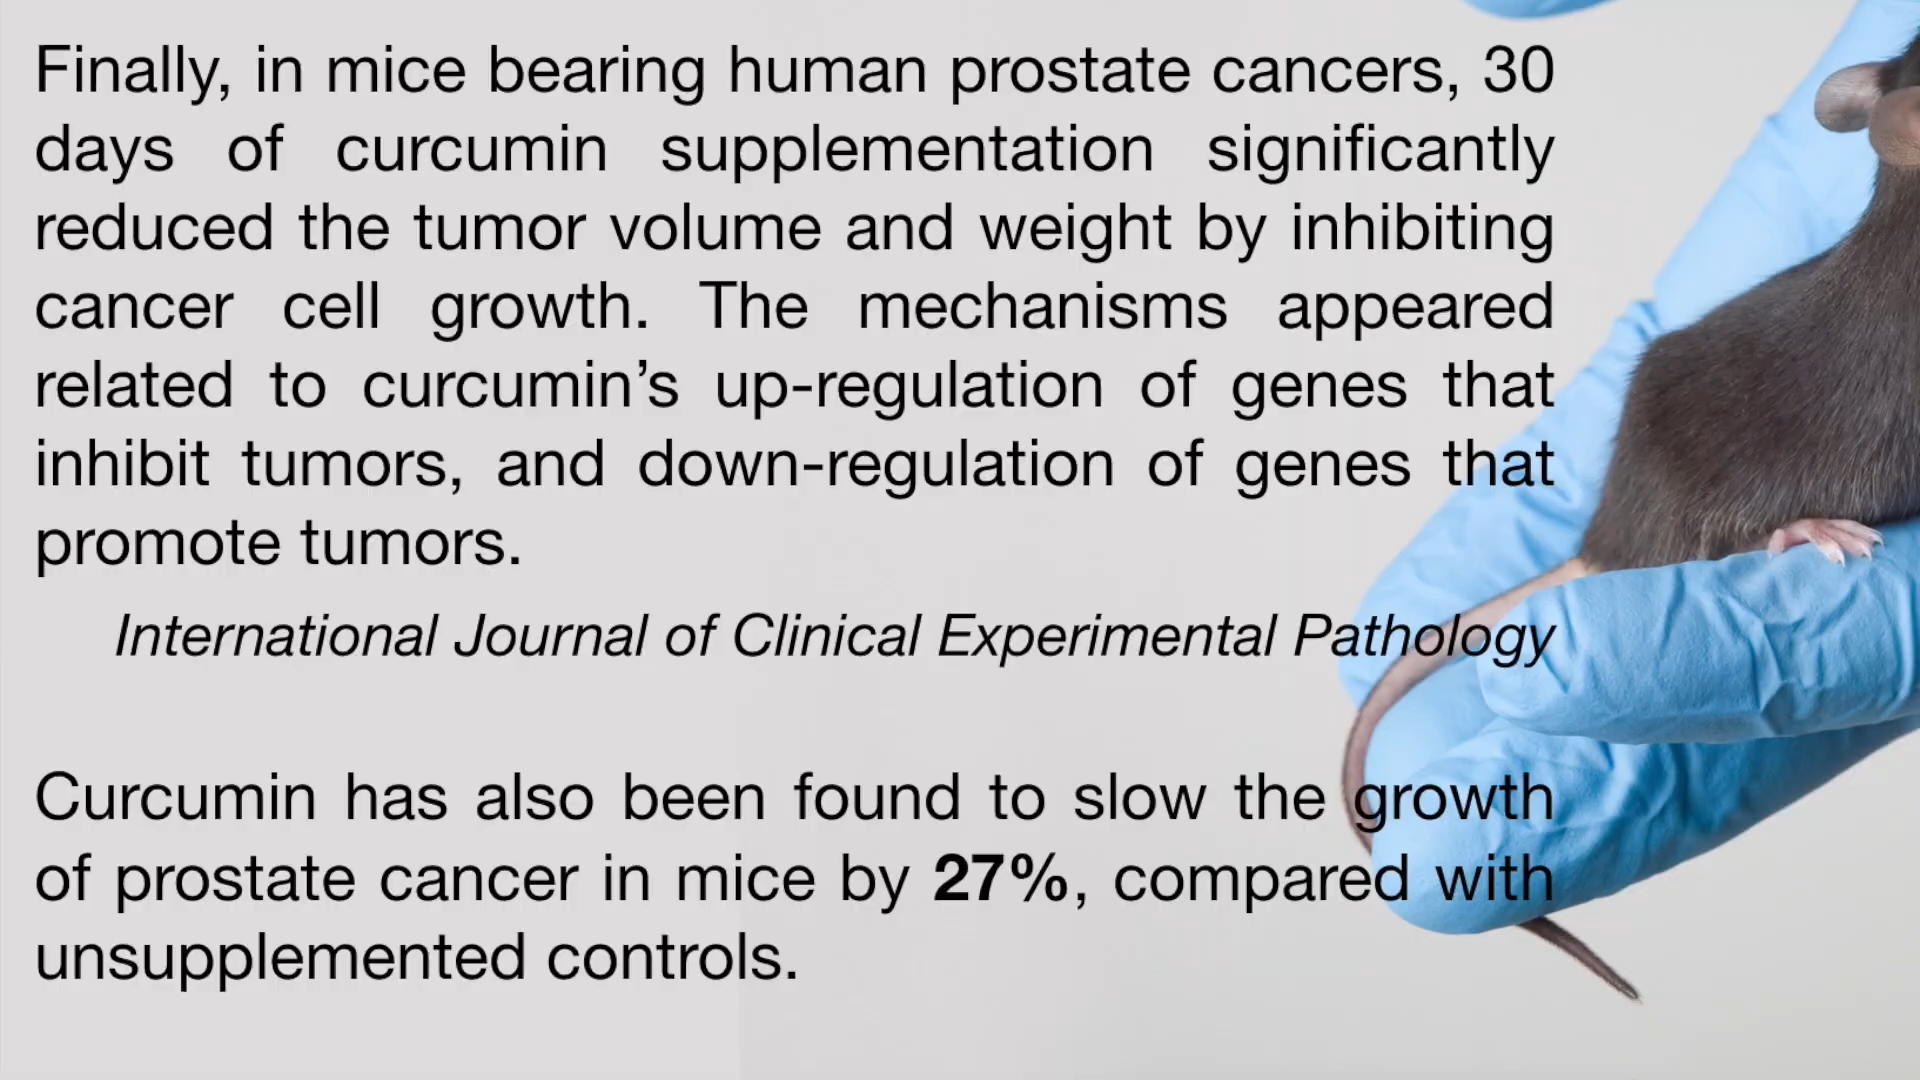 Finally, in mice bearing human prostate cancers, 30
days of curcumin supplementation significantly
reduced the tumor volume and weight by inhibiting
cancer cell growth. The mechanisms appeared
related to curcumin’s up-regulation of genes that
inhibit tumors, and down-regulation of genes that
promote tumors.
International Journal of Clinical Experimental Pathology
Curcumin has also been found to slow the growth
of prostate cancer in mice by 27%, compared with
unsupplemented controls.